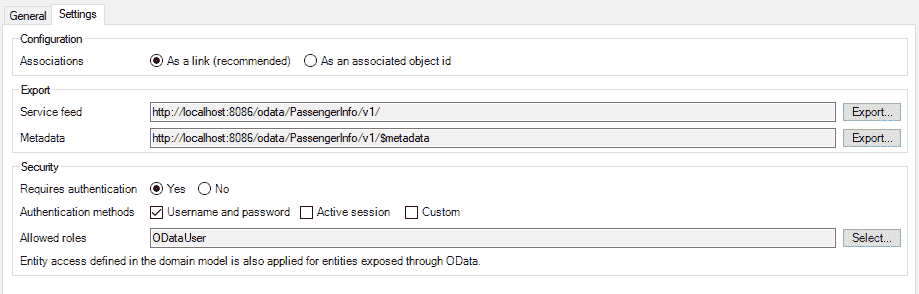 General Settings
Configuration
Associations As a link (recommended) As an associated object id
Export
Service feed http://localhost:8086/odata/PassengerInfo/v1/ Export...
Metadata http://localhost:8086/odata/PassengerInfo/v1/$metadata Export...
Security
Requires authentication Yes No
Authentication methods Username and password Active session Custom
Allowed roles ODataUser Select...
Entity access defined in the domain model is also applied for entities exposed through OData.